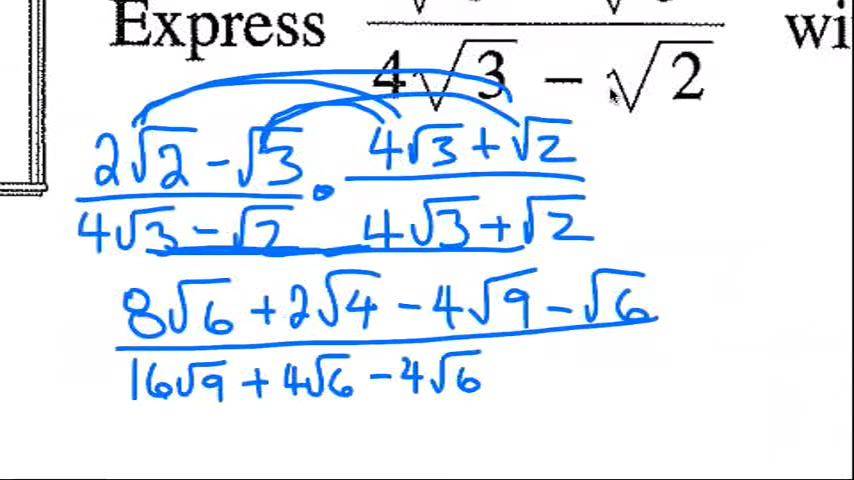 Express
4√3 − √2
wi
2√2 − √3 / 4√3 − √2 · 4√3 + √2 / 4√3 + √2
8√6 + 2√4 − 4√9 − √6
16√9 + 4√6 − 4√6